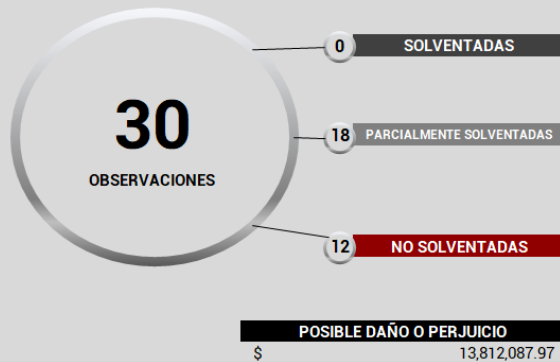 0 SOLVENTADAS
30
18 PARCIALMENTE SOLVENTADAS
OBSERVACIONES
12 NO SOLVENTADAS
POSIBLE DAÑO O PERJUICIO
$ 13,812,087.97